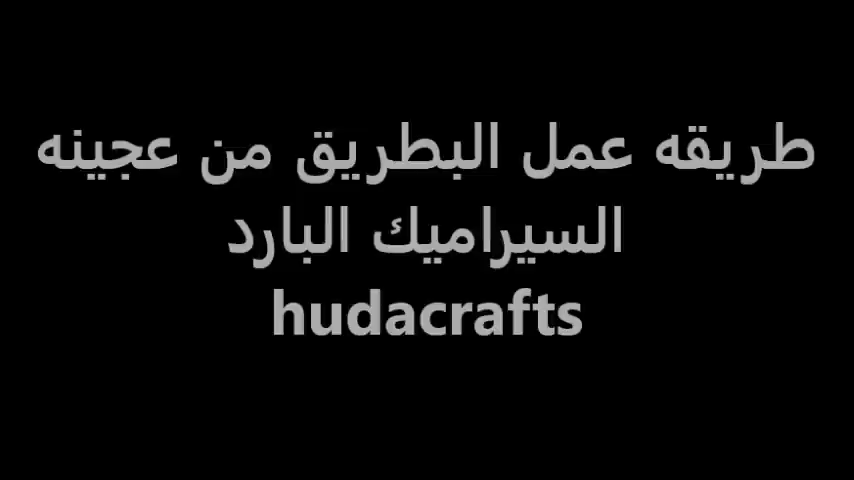 طريقه عمل البطريق من عجينه
السيراميك البارد
hudacrafts